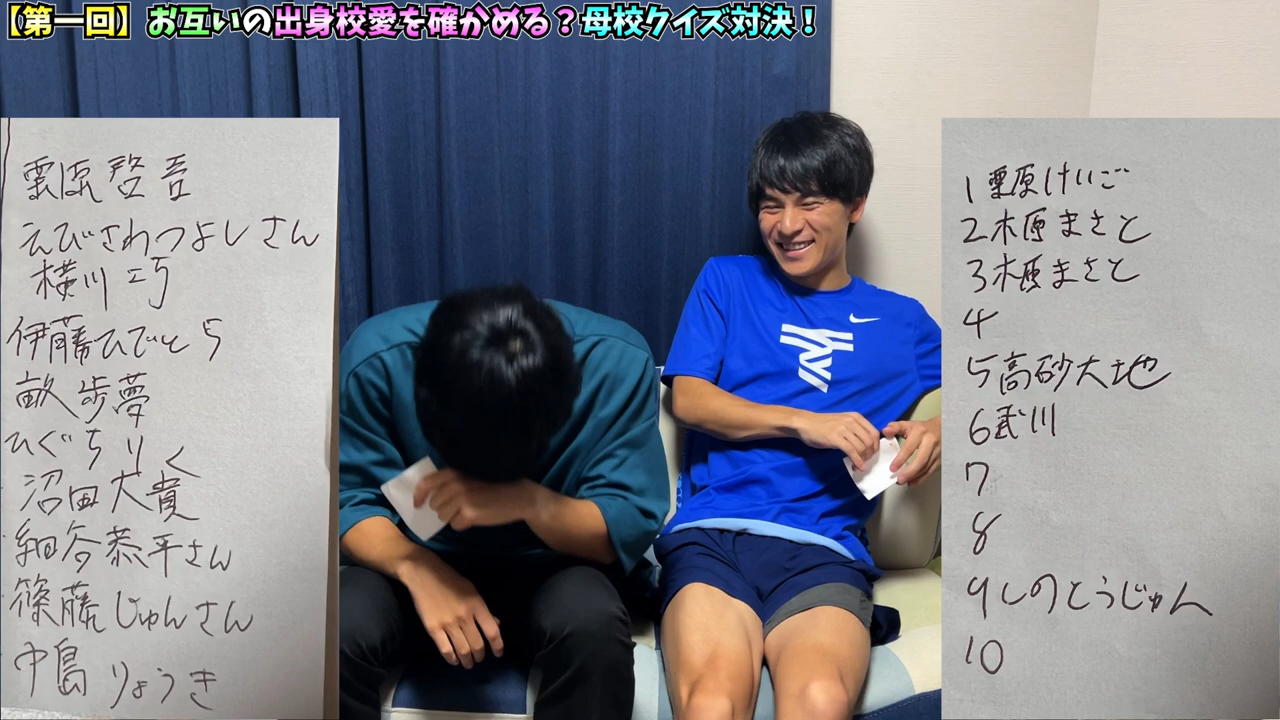 【第一回】お互いの出身校愛を確かめる？母校クイズ対決！
栗原啓吾
えびさわつよしさん
横川巧
伊藤ひでとら
畝歩夢
ひぐちりく
沼田大貴
細谷恭平さん
篠藤じゅんさん
中島りょうき
1栗原けいご
2木原まさと
3木原まさと
4
5高砂大地
6武川
7
8
9しのとうじゅん
10